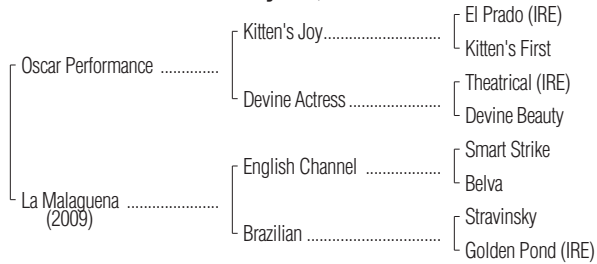 El Prado (IRE)
Kitten's Joy.......................
Kitten's First
Oscar Performance ..............
Theatrical (IRE)
Devine Actress......................
Devine Beauty
Smart Strike
English Channel ..................
Belva
La Malaguena ......................
(2009)
Stravinsky
Brazilian ................................
Golden Pond (IRE)